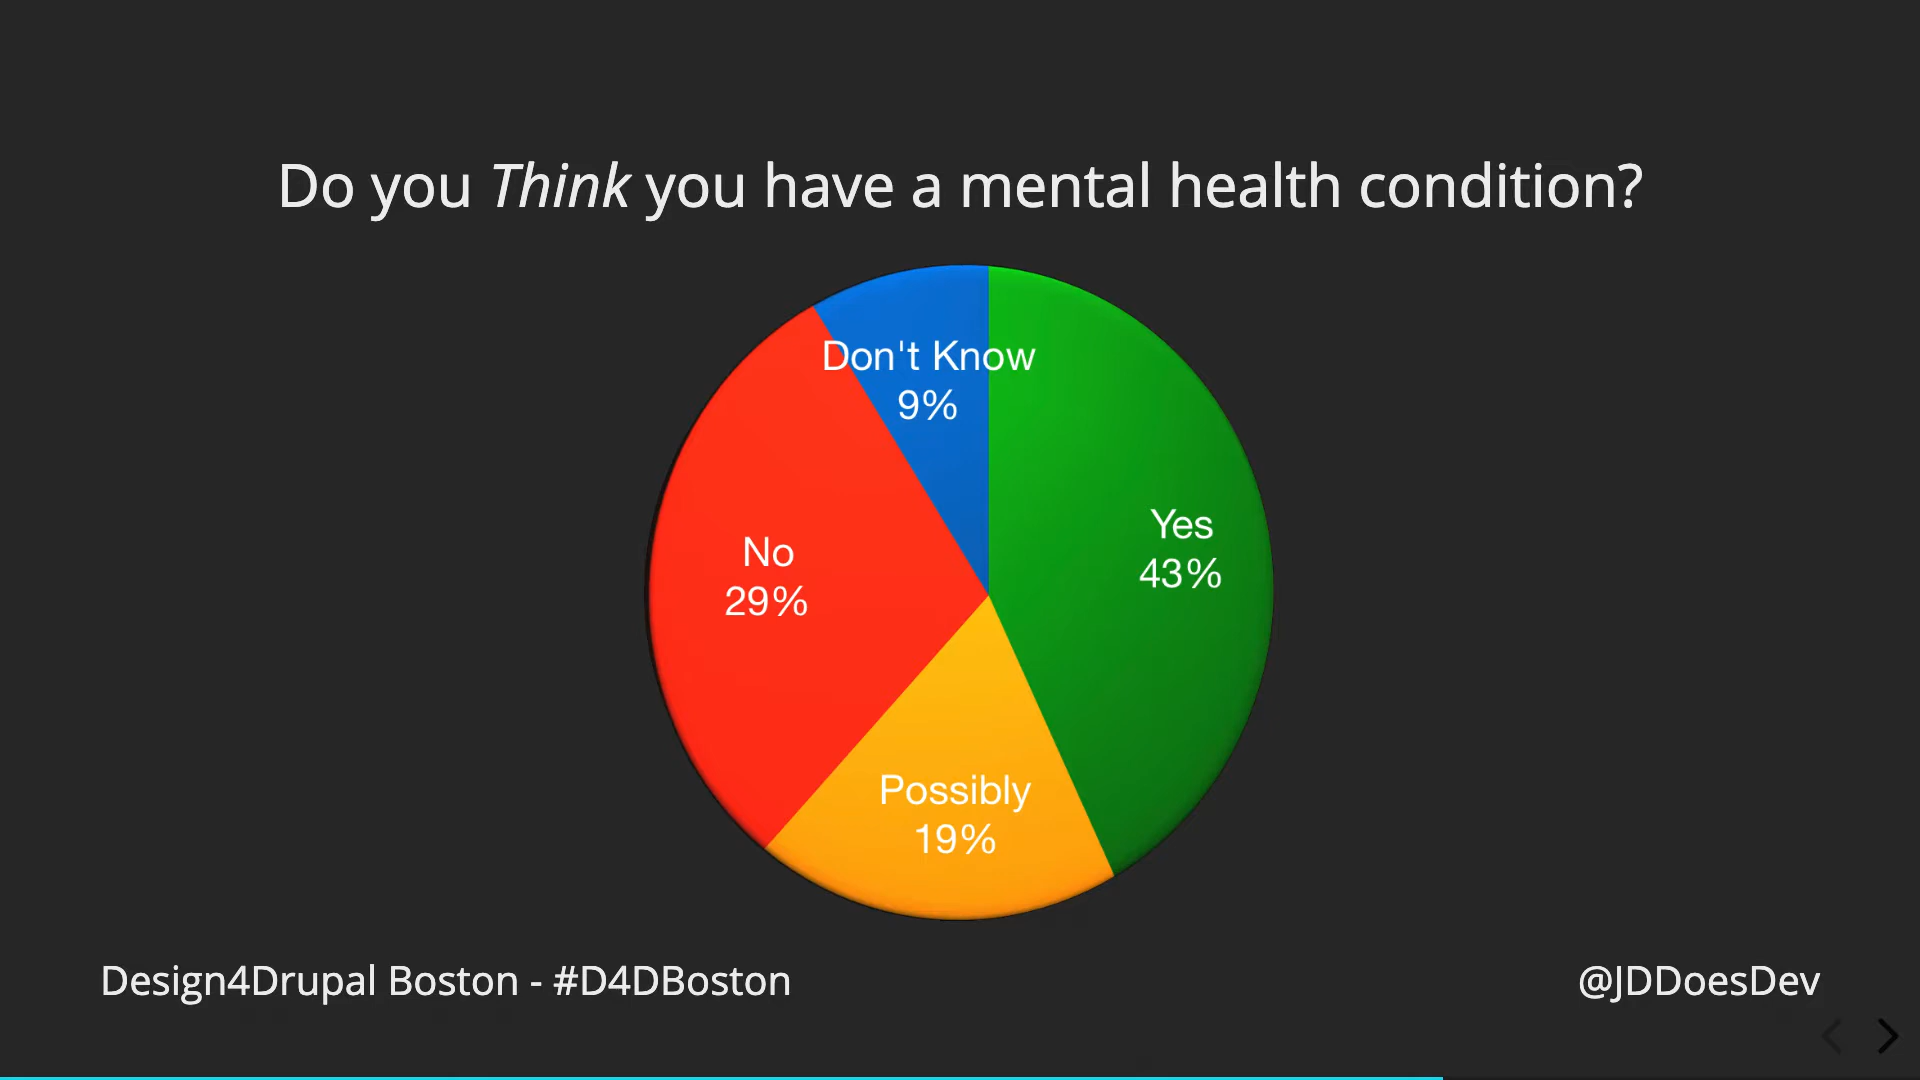 Do you Think you have a mental health condition?
Don't Know
9%
Yes
43%
No
29%
Possibly
19%
Design4Drupal Boston - #D4DBoston
@JDDoesDev